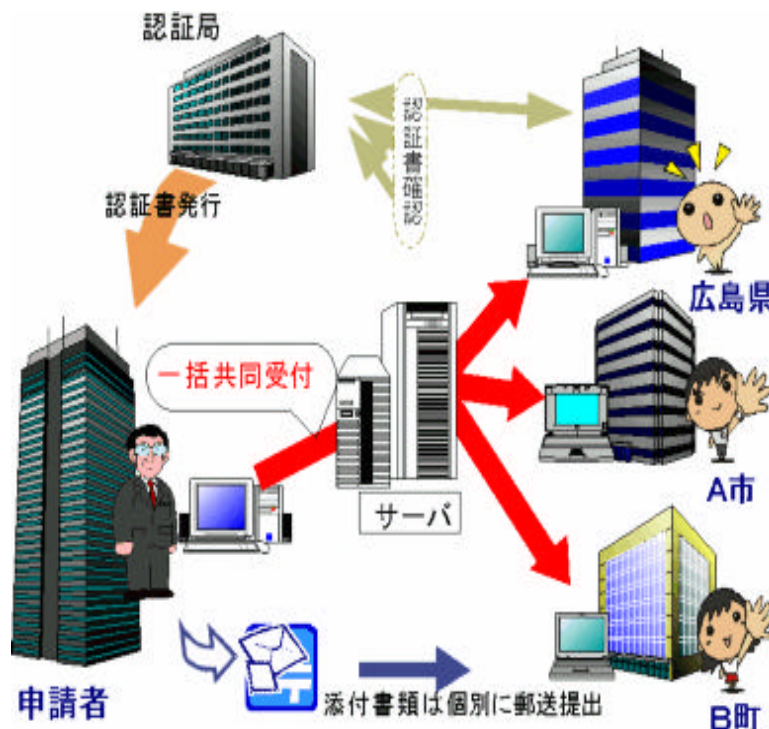 認証局
認証書確認
認証書発行
広島県
一括共同受付
A市
サーバ
申請者
添付書類は個別に郵送提出
B町